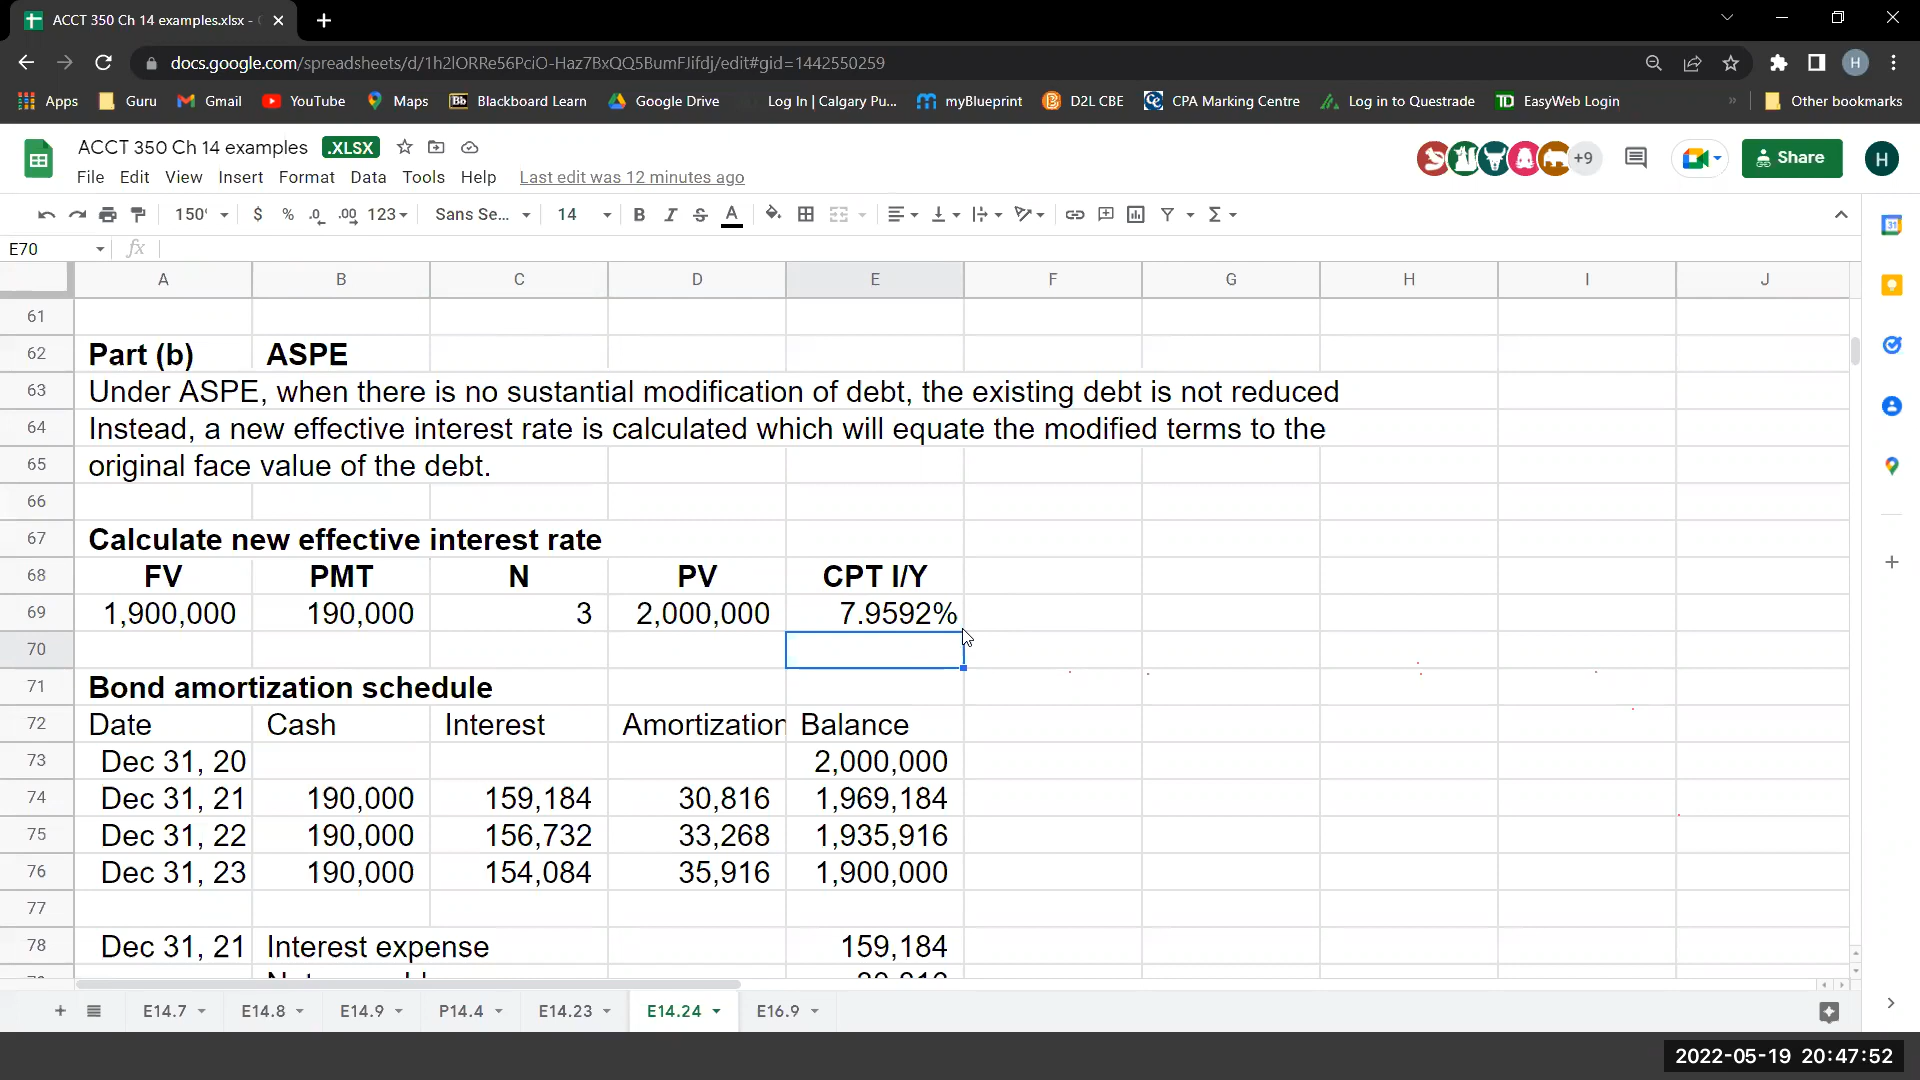 ACCT 350 Ch 14 examples.xlsx -
docs.google.com/spreadsheets/d/1h2lORRe56PciO-Haz7BxQQ5BumFJifdj/edit#gid=1442550259
H
Apps Guru Gmail YouTube Maps Blackboard Learn Google Drive Log In | Calgary Pu... myBlueprint D2L CBE CPA Marking Centre Log in to Questrade EasyWeb Login » Other bookmarks
ACCT 350 Ch 14 examples .XLSX
+9 Share H
File Edit View Insert Format Data Tools Help Last edit was 12 minutes ago
$ % .0 .00 123 Sans Se... 14 B I S A
E70 fx
A B C D E F G H I J
61
62 Part (b) ASPE
63 Under ASPE, when there is no sustantial modification of debt, the existing debt is not reduced
64 Instead, a new effective interest rate is calculated which will equate the modified terms to the
65 original face value of the debt.
66
67 Calculate new effective interest rate
68 FV PMT N PV CPT I/Y
69 1,900,000 190,000 3 2,000,000 7.9592%
70
71 Bond amortization schedule
72 Date Cash Interest Amortization Balance
73 Dec 31, 20 2,000,000
74 Dec 31, 21 190,000 159,184 30,816 1,969,184
75 Dec 31, 22 190,000 156,732 33,268 1,935,916
76 Dec 31, 23 190,000 154,084 35,916 1,900,000
77
78 Dec 31, 21 Interest expense 159,184
E14.7 E14.8 E14.9 P14.4 E14.23 E14.24 E16.9
2022-05-19 20:47:52